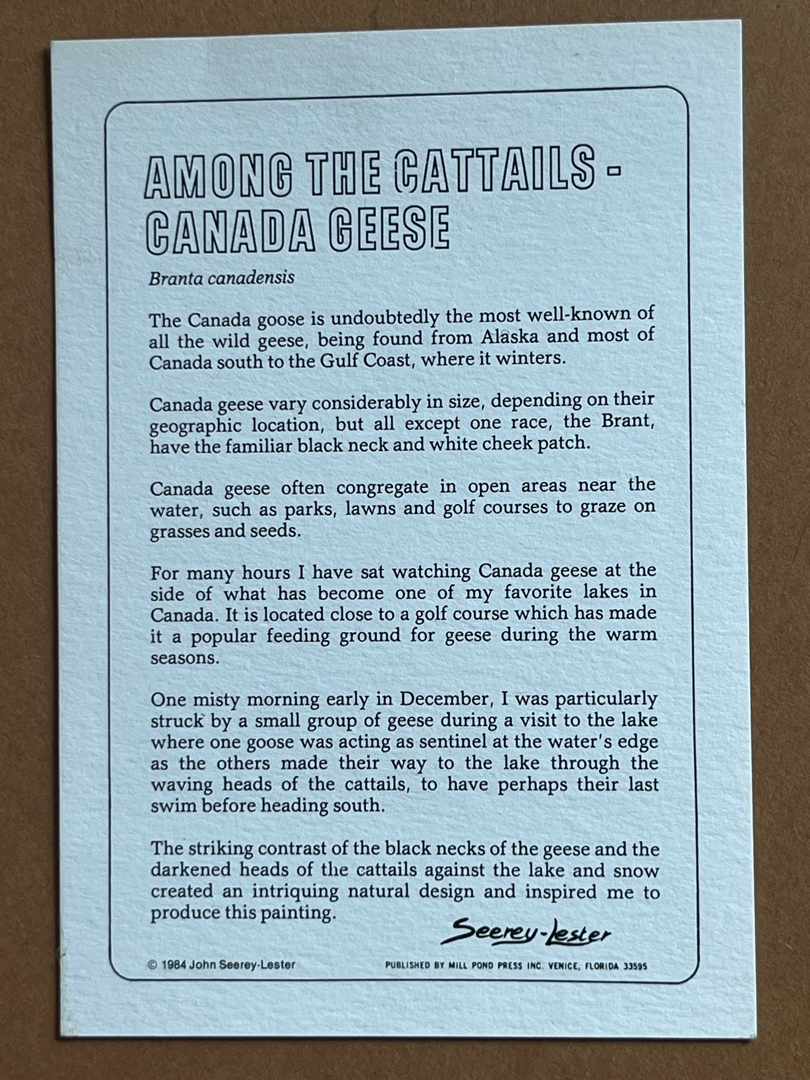 AMONG THE CATTAILS -
CANADA GEESE
Branta canadensis
The Canada goose is undoubtedly the most well-known of
all the wild geese, being found from Alaska and most of
Canada south to the Gulf Coast, where it winters.
Canada geese vary considerably in size, depending on their
geographic location, but all except one race, the Brant,
have the familiar black neck and white cheek patch.
Canada geese often congregate in open areas near the
water, such as parks, lawns and golf courses to graze on
grasses and seeds.
For many hours I have sat watching Canada geese at the
side of what has become one of my favorite lakes in
Canada. It is located close to a golf course which has made
it a popular feeding ground for geese during the warm
seasons.
One misty morning early in December, I was particularly
struck by a small group of geese during a visit to the lake
where one goose was acting as sentinel at the water's edge
as the others made their way to the lake through the
waving heads of the cattails, to have perhaps their last
swim before heading south.
The striking contrast of the black necks of the geese and the
darkened heads of the cattails against the lake and snow
created an intriquing natural design and inspired me to
produce this painting.
Seerey-Lester
© 1984 John Seerey-Lester PUBLISHED BY MILL POND PRESS INC. VENICE, FLORIDA 33595